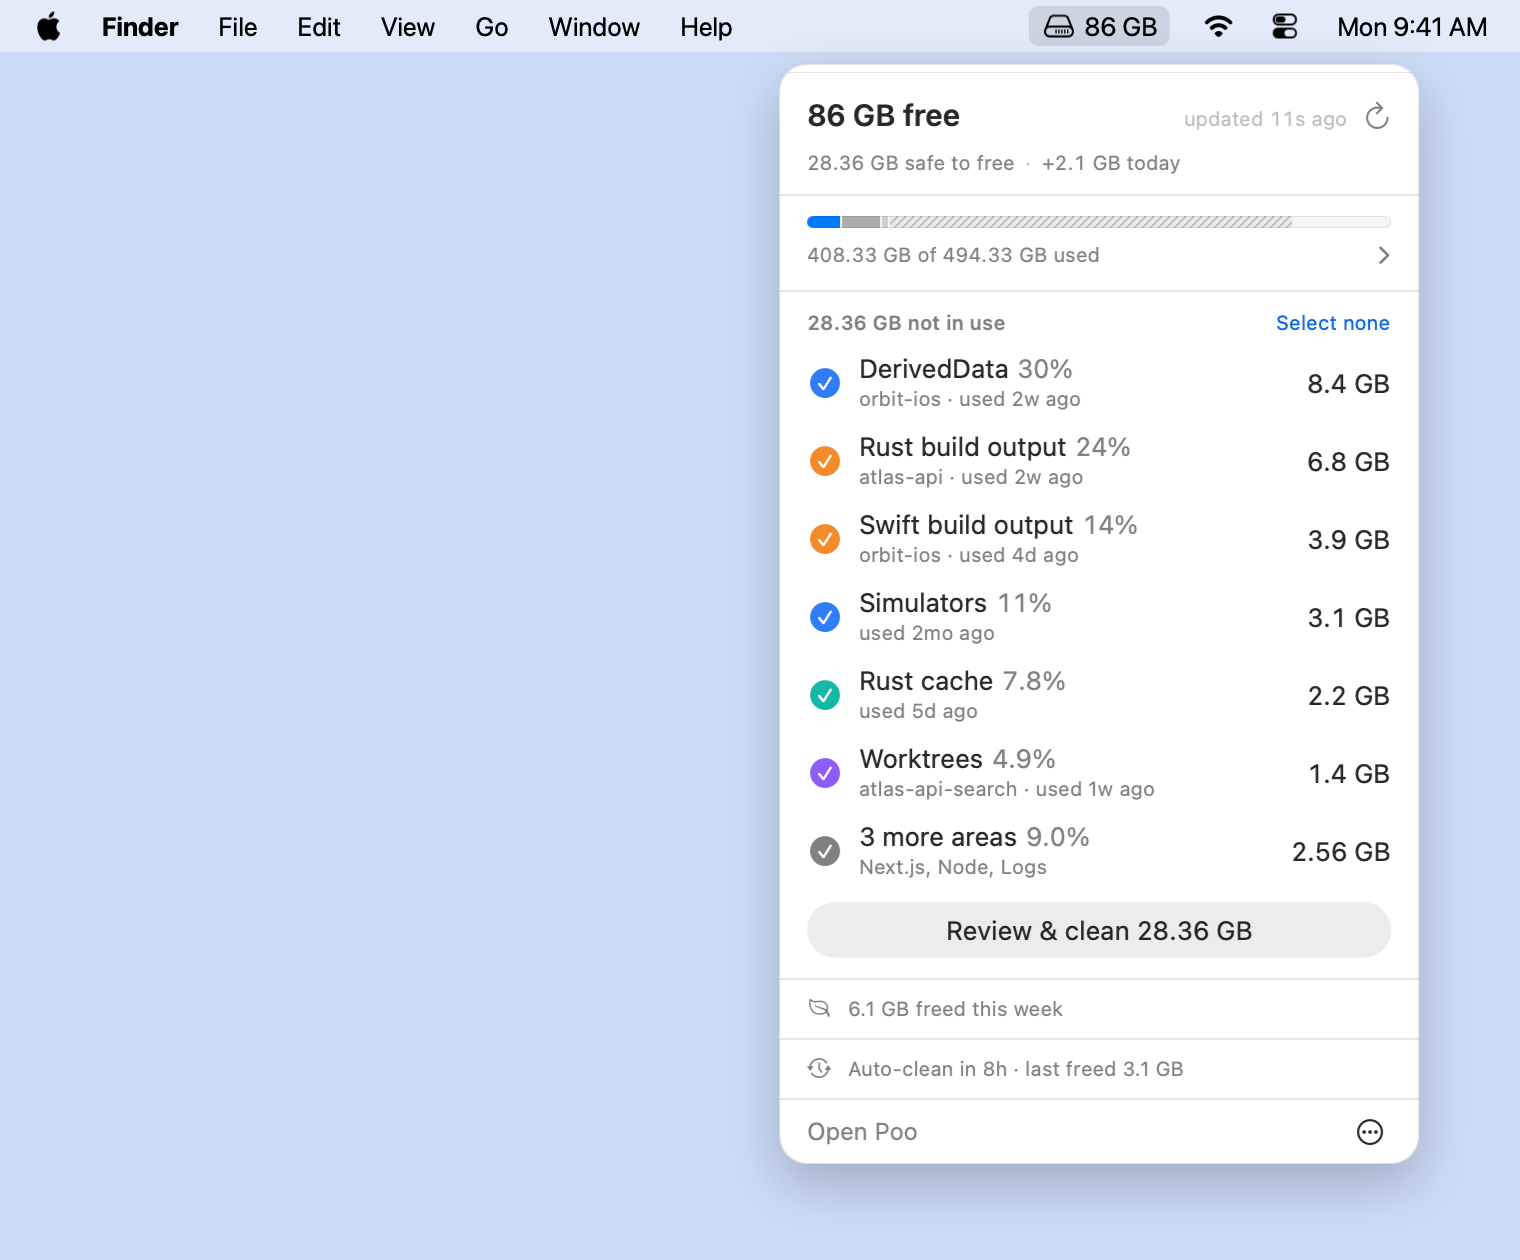 Finder File Edit View Go Window Help 86 GB Mon 9:41 AM
86 GB free updated 11s ago
28.36 GB safe to free · +2.1 GB today
408.33 GB of 494.33 GB used
28.36 GB not in use Select none
DerivedData 30%
orbit-ios · used 2w ago
8.4 GB
Rust build output 24%
atlas-api · used 2w ago
6.8 GB
Swift build output 14%
orbit-ios · used 4d ago
3.9 GB
Simulators 11%
used 2mo ago
3.1 GB
Rust cache 7.8%
used 5d ago
2.2 GB
Worktrees 4.9%
atlas-api-search · used 1w ago
1.4 GB
3 more areas 9.0%
Next.js, Node, Logs
2.56 GB
Review & clean 28.36 GB
6.1 GB freed this week
Auto-clean in 8h · last freed 3.1 GB
Open Poo